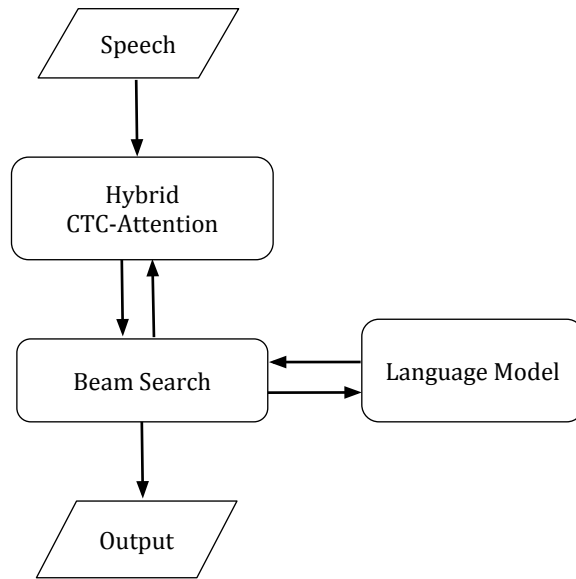 Speech
Hybrid
CTC-Attention
Beam Search
Language Model
Output